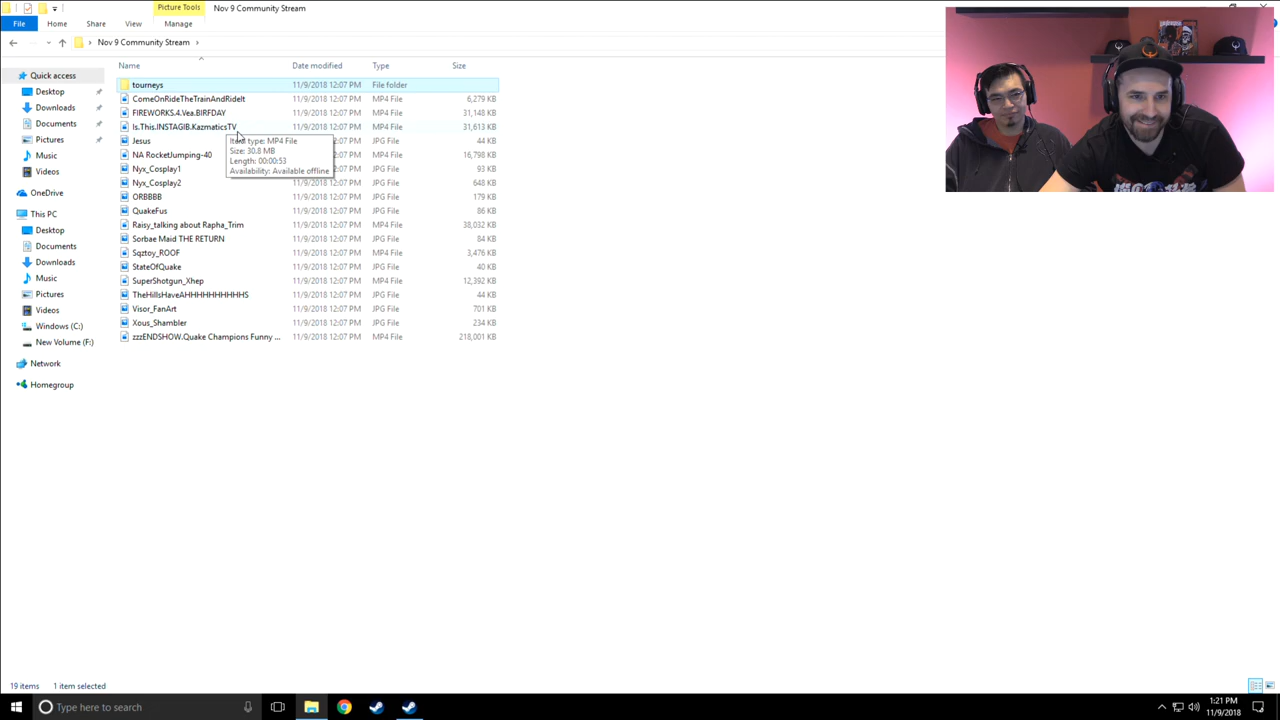 Picture Tools Nov 9 Community Stream
File Home Share View Manage
Nov 9 Community Stream
Name Date modified Type Size
Quick access
Desktop
Downloads
Documents
Pictures
Music
Videos
OneDrive
This PC
Desktop
Documents
Downloads
Music
Pictures
Videos
Windows (C:)
New Volume (F:)
Network
Homegroup
tourneys 11/9/2018 12:07 PM File folder
ComeOnRideTheTrainAndRideIt 11/9/2018 12:07 PM MP4 File 6,279 KB
FIREWORKS.4.Vea.BIRFDAY 11/9/2018 12:07 PM MP4 File 31,148 KB
Is.This.INSTAGIB.KazmaticsTV 11/9/2018 12:07 PM MP4 File 31,613 KB
Jesus JPG File 44 KB
NA RocketJumping-40 MP4 File 16,798 KB
Nyx_Cosplay1 JPG File 93 KB
Nyx_Cosplay2 11/9/2018 12:07 PM JPG File 648 KB
ORBBBB 11/9/2018 12:07 PM JPG File 179 KB
QuakeFus 11/9/2018 12:07 PM JPG File 86 KB
Raisy_talking about Rapha_Trim 11/9/2018 12:07 PM MP4 File 38,032 KB
Sorbae Maid THE RETURN 11/9/2018 12:07 PM JPG File 84 KB
Sqztoy_ROOF 11/9/2018 12:07 PM MP4 File 3,476 KB
StateOfQuake 11/9/2018 12:07 PM JPG File 40 KB
SuperShotgun_Xhep 11/9/2018 12:07 PM MP4 File 12,392 KB
TheHillsHaveAHHHHHHHHHHS 11/9/2018 12:07 PM JPG File 44 KB
Visor_FanArt 11/9/2018 12:07 PM JPG File 701 KB
Xous_Shambler 11/9/2018 12:07 PM JPG File 234 KB
zzzENDSHOW.Quake Champions Funny ... 11/9/2018 12:07 PM MP4 File 218,001 KB
Item type: MP4 File
Size: 30.8 MB
Length: 00:00:53
Availability: Available offline
19 items 1 item selected
Type here to search
1:21 PM
11/9/2018